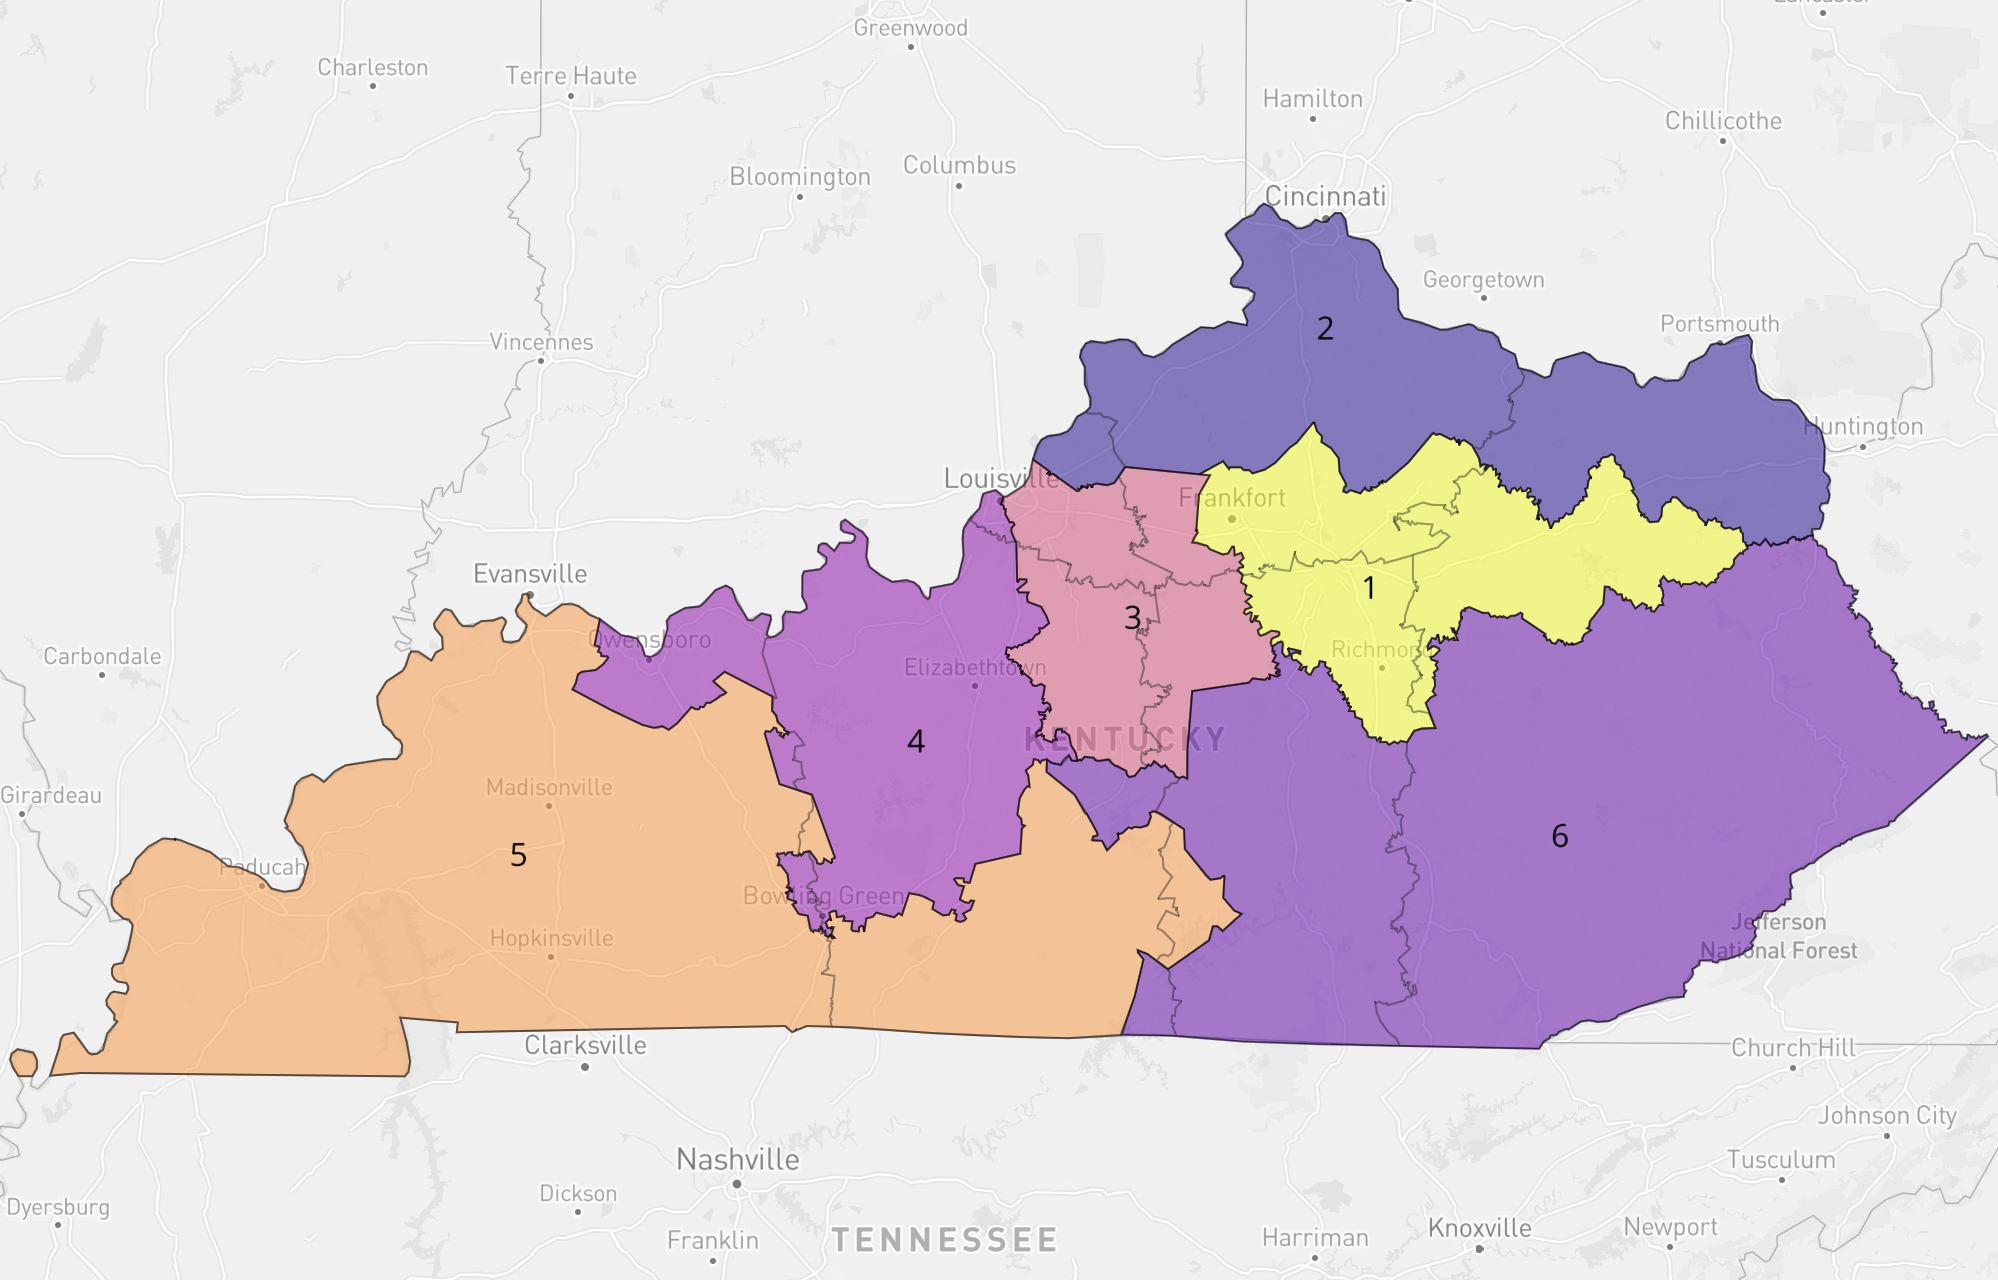 Lancaster
Greenwood
Charleston
Terre Haute
Hamilton
Chillicothe
Columbus
Bloomington
Cincinnati
Georgetown
Portsmouth
2
Vincennes
Huntington
Louisville
Frankfort
Evansville
1
3
Owensboro
Richmond
Carbondale
Elizabethtown
KENTUCKY
4
Madisonville
Girardeau
6
5
Paducah
Bowling Green
Jefferson
National Forest
Hopkinsville
Clarksville
Church Hill
Johnson City
Nashville
Tusculum
Dickson
Dyersburg
Franklin
TENNESSEE
Harriman
Knoxville
Newport